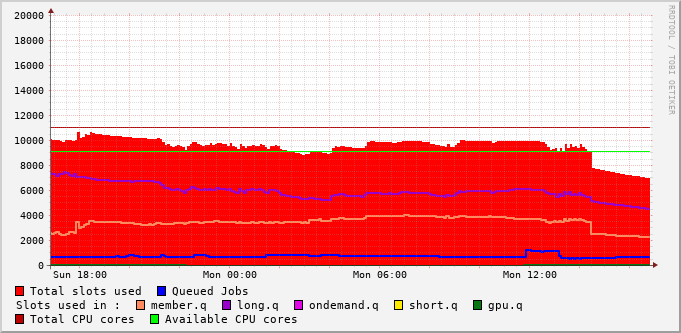 20000
18000
16000
14000
12000
10000
8000
6000
4000
2000
0
Sun 18:00 Mon 00:00 Mon 06:00 Mon 12:00
Total slots used Queued Jobs
Slots used in : member.q long.q ondemand.q short.q gpu.q
Total CPU cores Available CPU cores
RRDTOOL / TOBI OETIKER